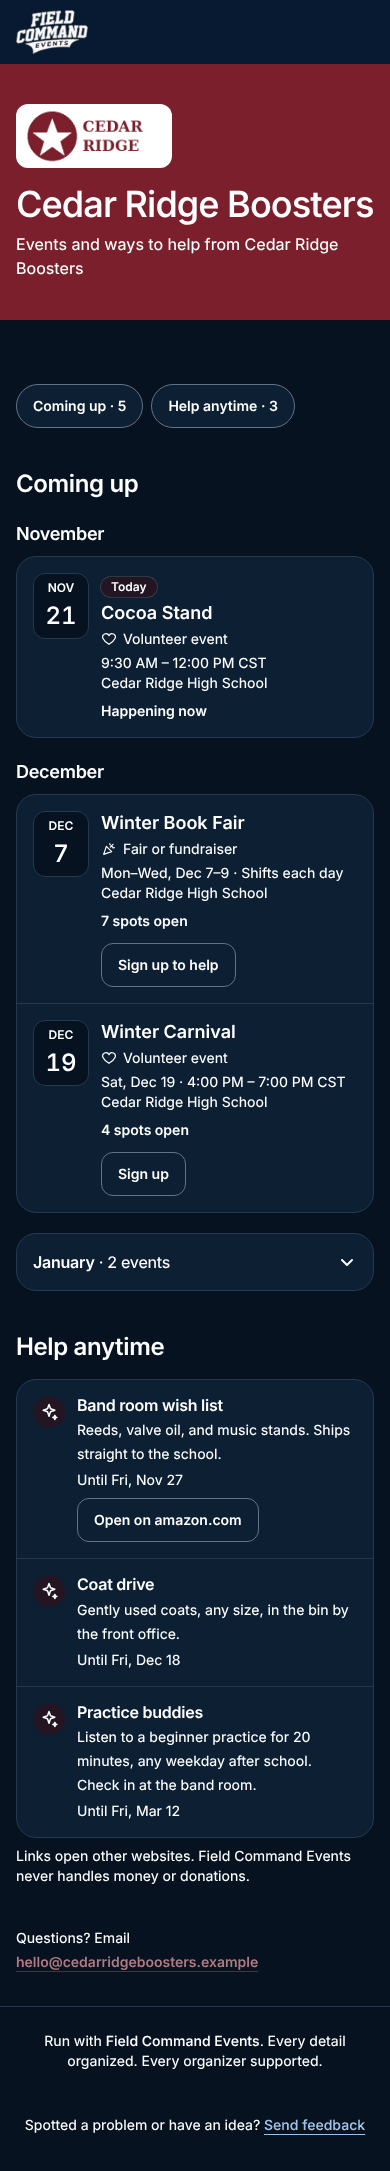 FIELD
COMMAND
EVENTS
CEDAR
RIDGE
Cedar Ridge Boosters
Events and ways to help from Cedar Ridge
Boosters
Coming up · 5
Help anytime · 3
Coming up
November
NOV
21
Today
Cocoa Stand
Volunteer event
9:30 AM – 12:00 PM CST
Cedar Ridge High School
Happening now
December
DEC
7
Winter Book Fair
Fair or fundraiser
Mon–Wed, Dec 7–9 · Shifts each day
Cedar Ridge High School
7 spots open
Sign up to help
DEC
19
Winter Carnival
Volunteer event
Sat, Dec 19 · 4:00 PM – 7:00 PM CST
Cedar Ridge High School
4 spots open
Sign up
January · 2 events
Help anytime
Band room wish list
Reeds, valve oil, and music stands. Ships
straight to the school.
Until Fri, Nov 27
Open on amazon.com
Coat drive
Gently used coats, any size, in the bin by
the front office.
Until Fri, Dec 18
Practice buddies
Listen to a beginner practice for 20
minutes, any weekday after school.
Check in at the band room.
Until Fri, Mar 12
Links open other websites. Field Command Events
never handles money or donations.
Questions? Email
hello@cedarridgeboosters.example
Run with Field Command Events. Every detail
organized. Every organizer supported.
Spotted a problem or have an idea? Send feedback